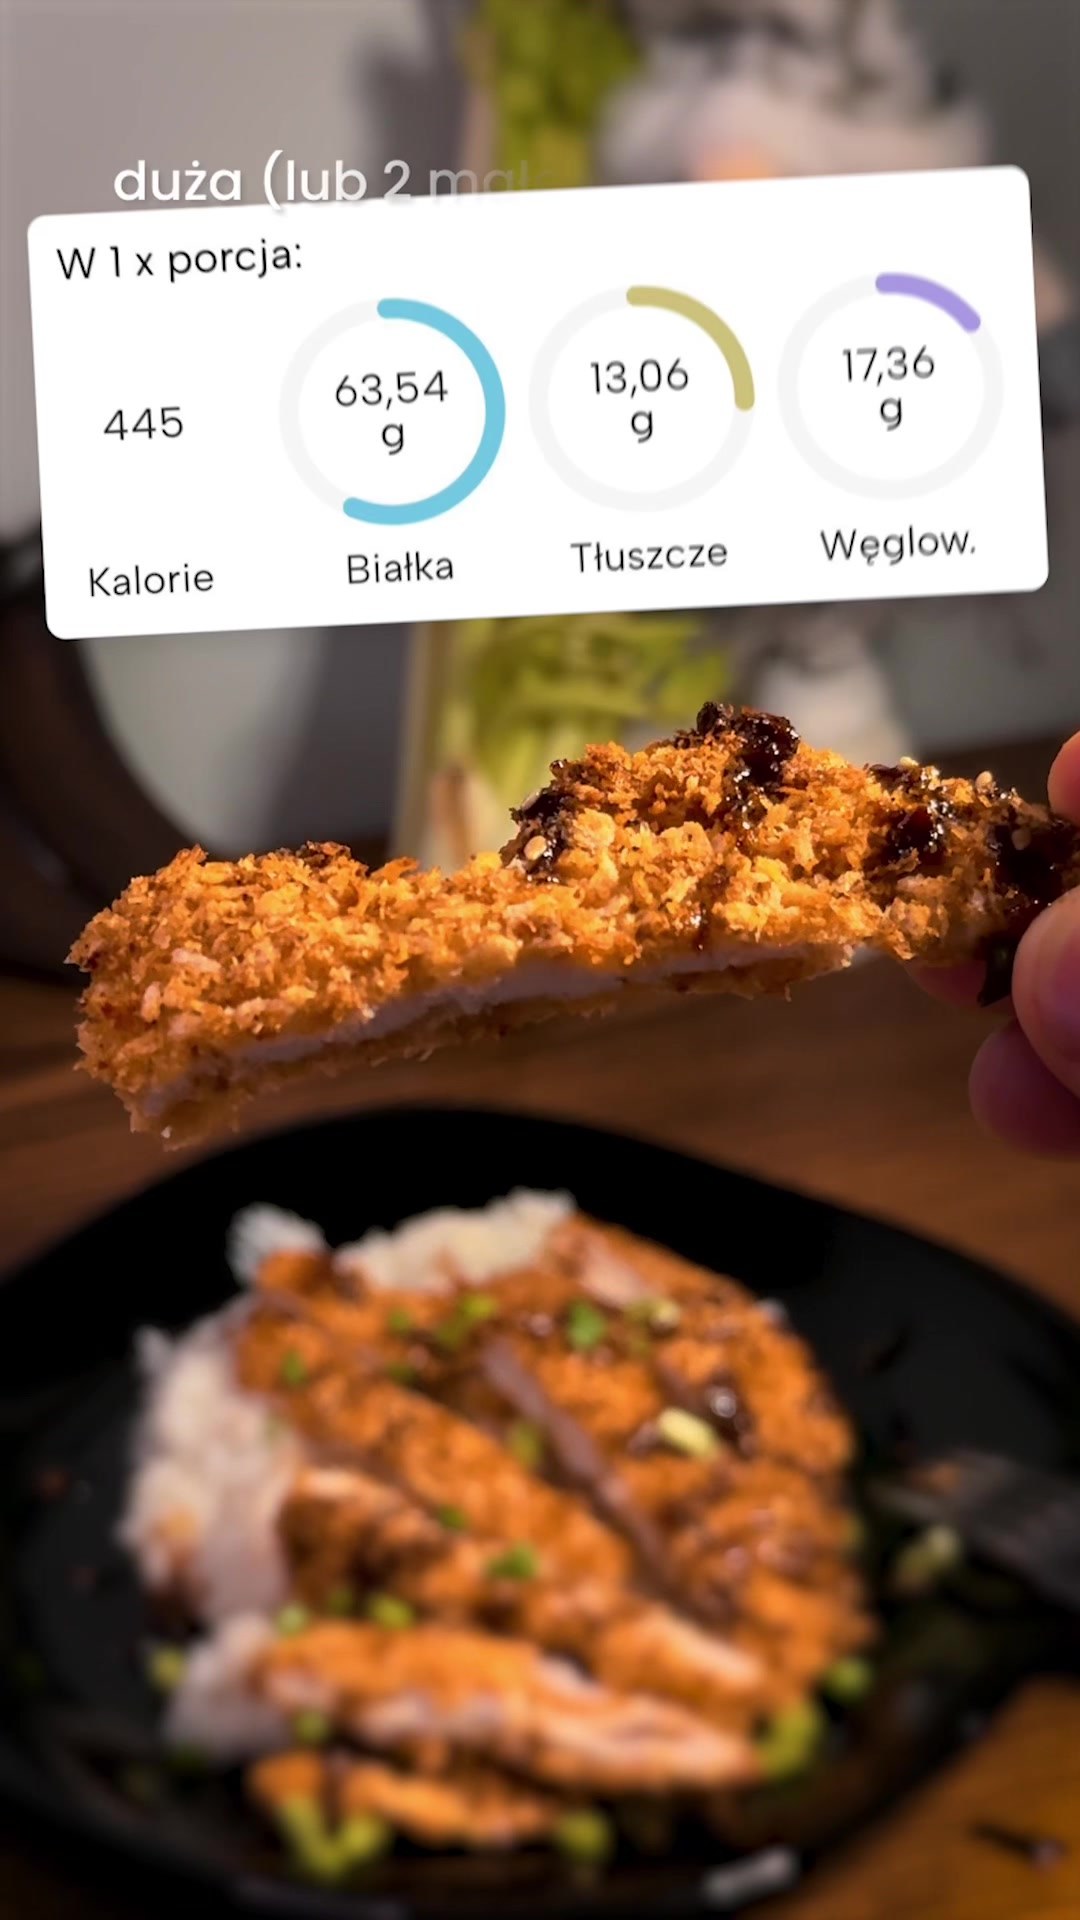 duża (lub 2
W 1 x porcja:
445
Kalorie
63,54
g
Białka
13,06
g
Tłuszcze
17,36
g
Węglow.